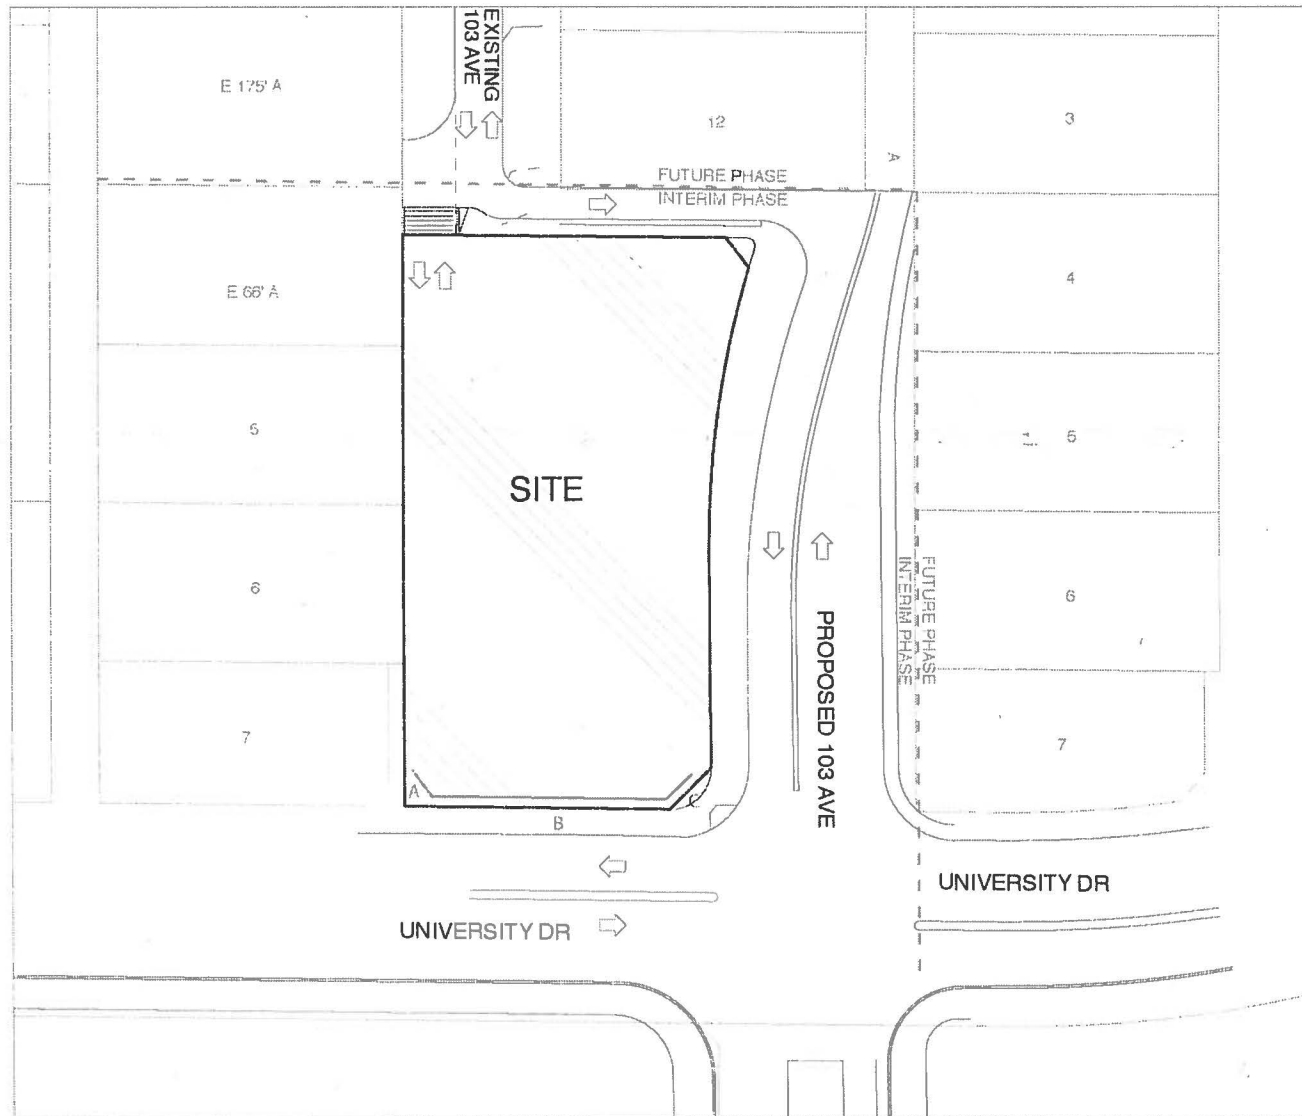 EXISTING
103 AVE
E 175' A
12
3
A
FUTURE PHASE
INTERIM PHASE
E 66' A
4
5
5
SITE
6
6
FUTURE PHASE
INTERIM PHASE
PROPOSED 103 AVE
7
7
A
B
UNIVERSITY DR
UNIVERSITY DR